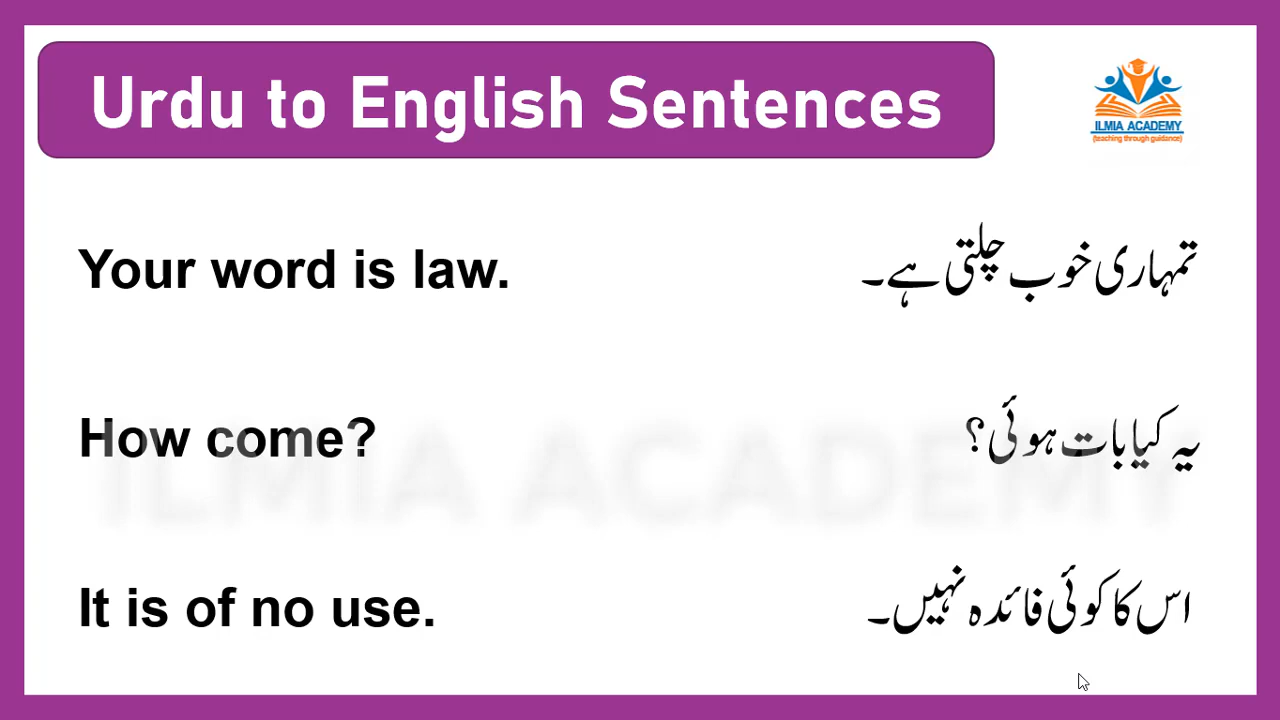 Urdu to English Sentences
ILMIA ACADEMY
(teaching through guidance)
Your word is law.
تمہاری خوب چلتی ہے۔
How come?
یہ کیا بات ہوئی؟
ILMIA ACADEMY
It is of no use.
اس کا کوئی فائدہ نہیں۔